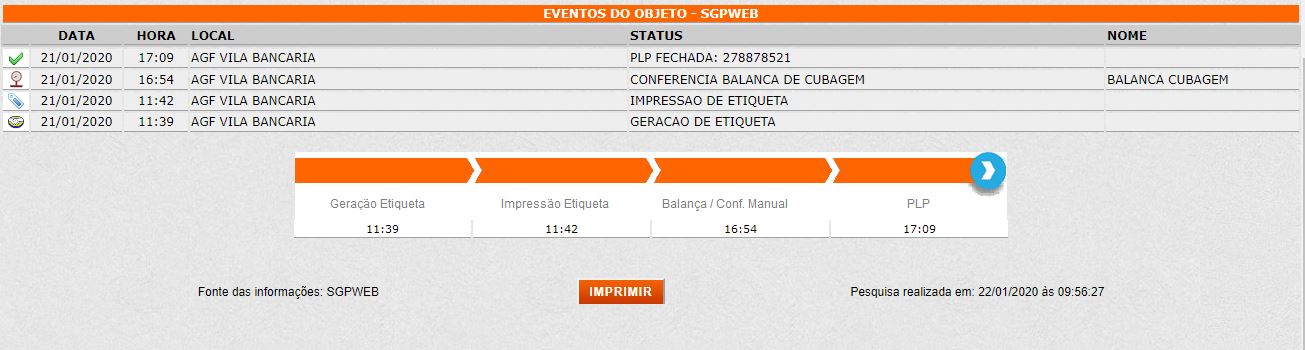 EVENTOS DO OBJETO - SGPWEB
DATA HORA LOCAL STATUS NOME
21/01/2020 17:09 AGF VILA BANCARIA PLP FECHADA: 278878521
21/01/2020 16:54 AGF VILA BANCARIA CONFERENCIA BALANCA DE CUBAGEM BALANCA CUBAGEM
21/01/2020 11:42 AGF VILA BANCARIA IMPRESSAO DE ETIQUETA
21/01/2020 11:39 AGF VILA BANCARIA GERACAO DE ETIQUETA
Geração Etiqueta Impressão Etiqueta Balança / Conf. Manual PLP
11:39 11:42 16:54 17:09
Fonte das informações: SGPWEB IMPRIMIR Pesquisa realizada em: 22/01/2020 às 09:56:27